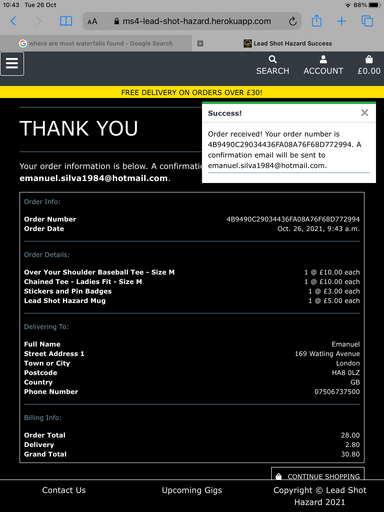 10:43 Tue 26 Oct 88%
AA ms4-lead-shot-hazard.herokuapp.com
where are most waterfalls found - Google Search
Lead Shot Hazard Success
SEARCH ACCOUNT £0.00
FREE DELIVERY ON ORDERS OVER £30!
Success!
Order received! Your order number is
4B9490C29034436FA08A76F68D772994. A
confirmation email will be sent to
emanuel.silva1984@hotmail.com.
THANK YOU
Your order information is below. A confirmatio
emanuel.silva1984@hotmail.com.
Order Info:
Order Number 4B9490C29034436FA08A76F68D772994
Order Date Oct. 26, 2021, 9:43 a.m.
Order Details:
Over Your Shoulder Baseball Tee - Size M 1 @ £10.00 each
Chained Tee - Ladies Fit - Size M 1 @ £10.00 each
Stickers and Pin Badges 1 @ £3.00 each
Lead Shot Hazard Mug 1 @ £5.00 each
Delivering To:
Full Name Emanuel
Street Address 1 169 Watling Avenue
Town or City London
Postcode HA8 0LZ
Country GB
Phone Number 07506737500
Billing Info:
Order Total 28.00
Delivery 2.80
Grand Total 30.80
CONTINUE SHOPPING
Contact Us Upcoming Gigs Copyright © Lead Shot
Hazard 2021